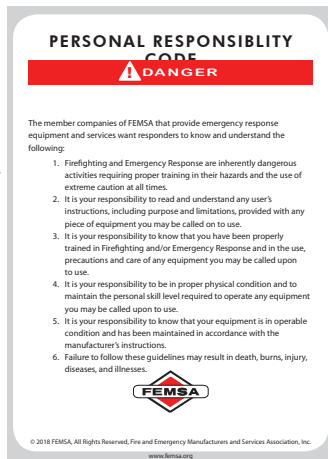 PERSONAL RESPONSIBLITY
CODE
DANGER
The member companies of FEMSA that provide emergency response
equipment and services want responders to know and understand the
following:
1. Firefighting and Emergency Response are inherently dangerous
activities requiring proper training in their hazards and the use of
extreme caution at all times.
2. It is your responsibility to read and understand any user's
instructions, including purpose and limitations, provided with any
piece of equipment you may be called on to use.
3. It is your responsibility to know that you have been properly
trained in Firefighting and/or Emergency Response and in the use,
precautions and care of any equipment you may be called upon
to use.
4. It is your responsibility to be in proper physical condition and to
maintain the personal skill level required to operate any equipment
you may be called upon to use.
5. It is your responsibility to know that your equipment is in operable
condition and has been maintained in accordance with the
manufacturer's instructions.
6. Failure to follow these guidelines may result in death, burns, injury,
diseases, and illnesses.
FEMSA
© 2018 FEMSA, All Rights Reserved, Fire and Emergency Manufacturers and Services Association, Inc.
www.femsa.org